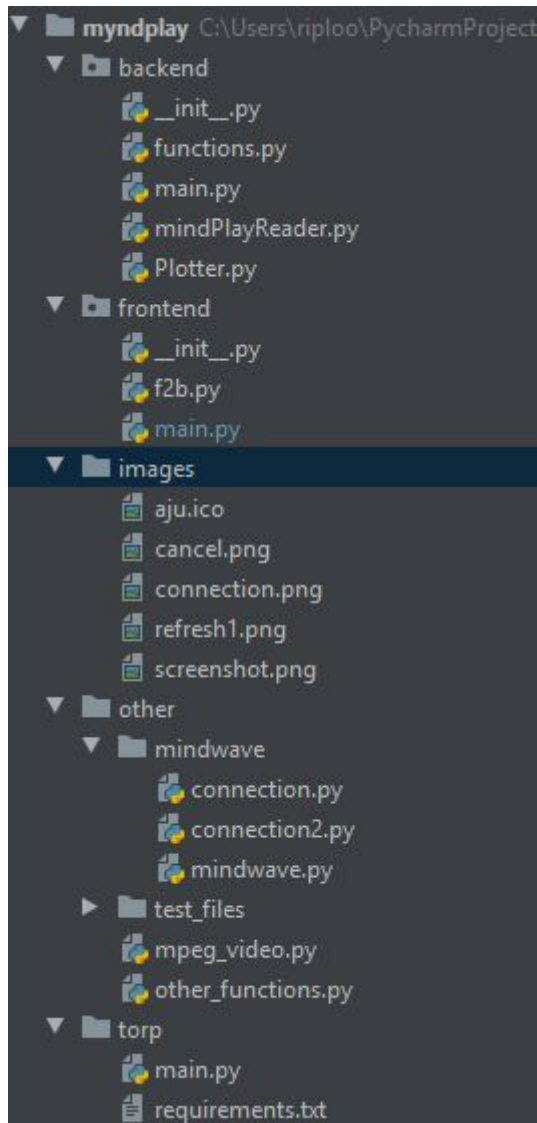 myndplay C:\Users\riploo\PycharmProject
backend
__init__.py
functions.py
main.py
mindPlayReader.py
Plotter.py
frontend
__init__.py
f2b.py
main.py
images
aju.ico
cancel.png
connection.png
refresh1.png
screenshot.png
other
mindwave
connection.py
connection2.py
mindwave.py
test_files
mpeg_video.py
other_functions.py
torp
main.py
requirements.txt